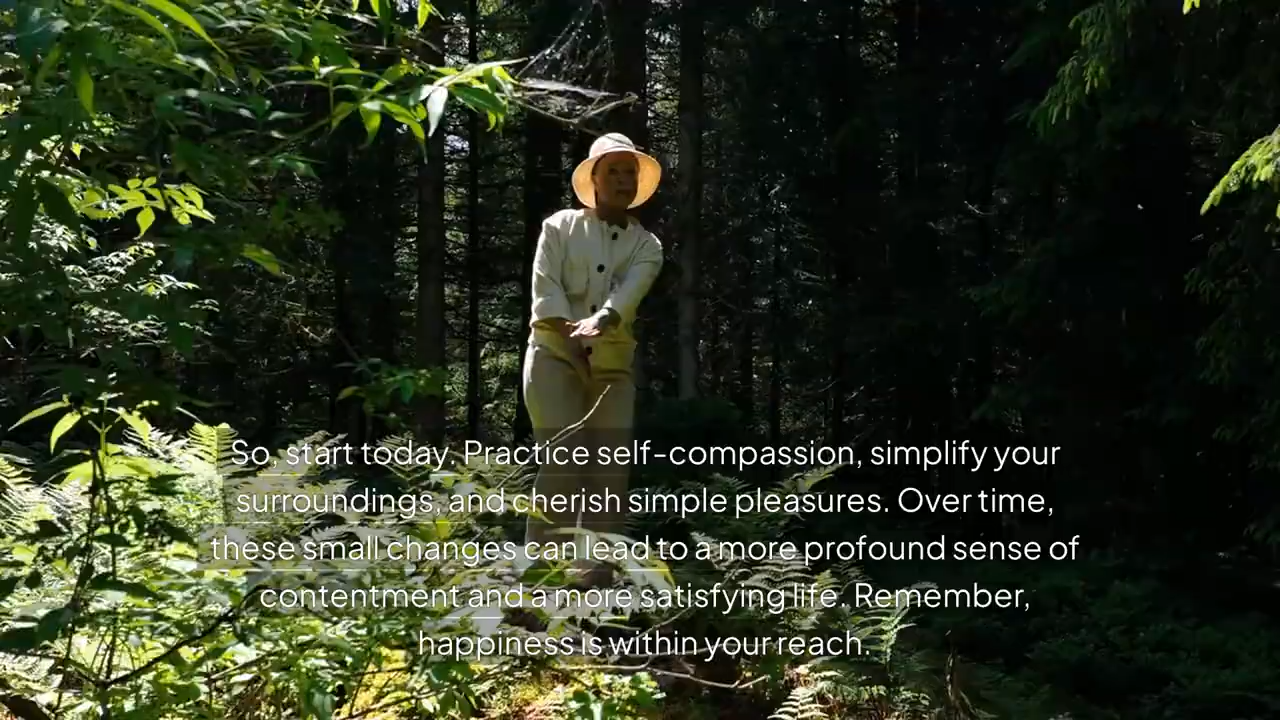 So, start today. Practice self-compassion, simplify your
surroundings, and cherish simple pleasures. Over time,
these small changes can lead to a more profound sense of
contentment and a more satisfying life. Remember,
happiness is within your reach.